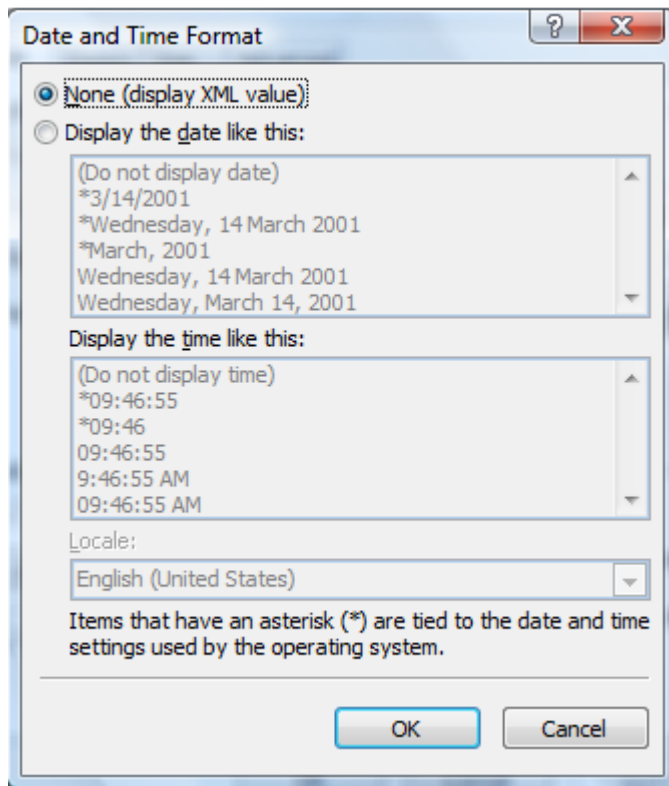 Date and Time Format
None (display XML value)
Display the date like this:
(Do not display date)
*3/14/2001
*Wednesday, 14 March 2001
*March, 2001
Wednesday, 14 March 2001
Wednesday, March 14, 2001
Display the time like this:
(Do not display time)
*09:46:55
*09:46
09:46:55
9:46:55 AM
09:46:55 AM
Locale:
English (United States)
Items that have an asterisk (*) are tied to the date and time
settings used by the operating system.
OK Cancel